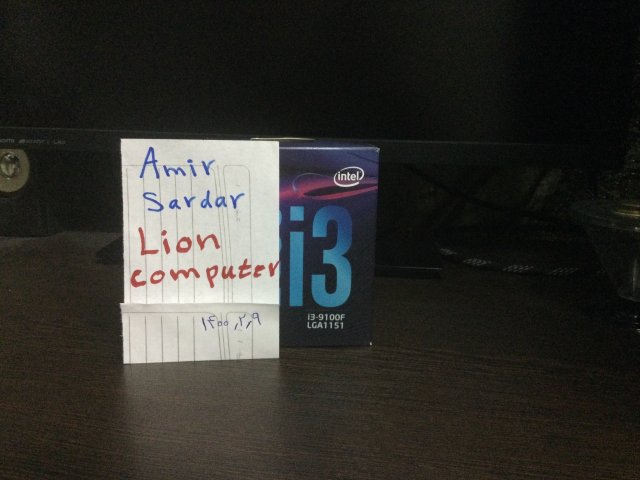 Amir
Sardar
Lion
computer
۱۴۰۰٫۲٫۹
intel
i3
i3-9100F
LGA1151